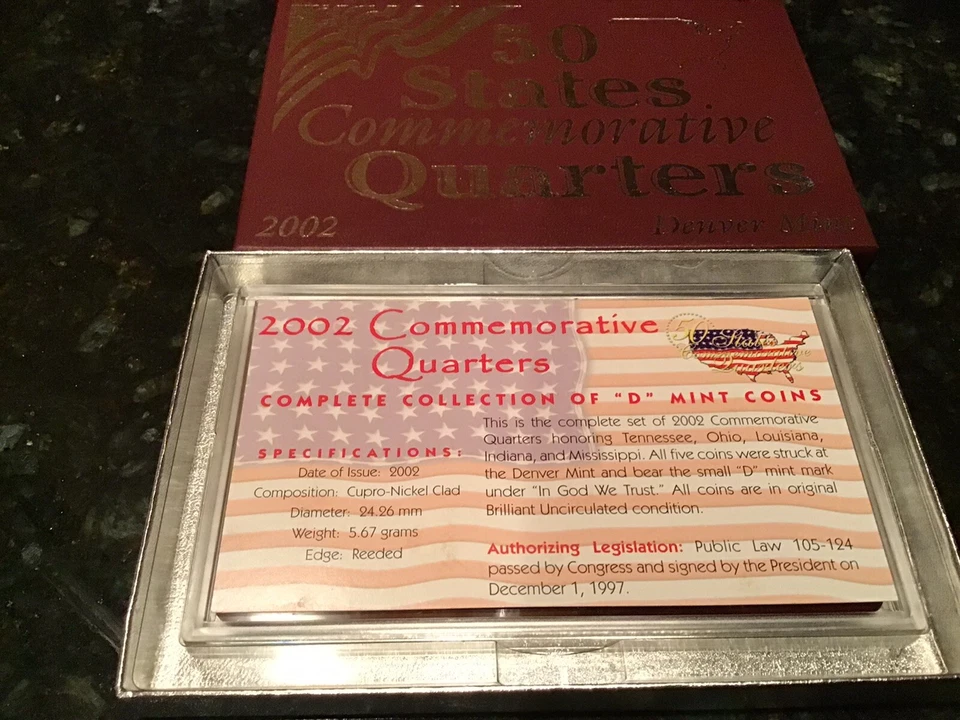 50
States
Commemorative
Quarters
2002 Denver Mint
2002 Commemorative
Quarters
50 States
Commemorative
Quarters
COMPLETE COLLECTION OF "D" MINT COINS
SPECIFICATIONS:
Date of Issue: 2002
Composition: Cupro-Nickel Clad
Diameter: 24.26 mm
Weight: 5.67 grams
Edge: Reeded
This is the complete set of 2002 Commemorative
Quarters honoring Tennessee, Ohio, Louisiana,
Indiana, and Mississippi. All five coins were struck at
the Denver Mint and bear the small "D" mint mark
under "In God We Trust." All coins are in original
Brilliant Uncirculated condition.
Authorizing Legislation: Public Law 105-124
passed by Congress and signed by the President on
December 1, 1997.